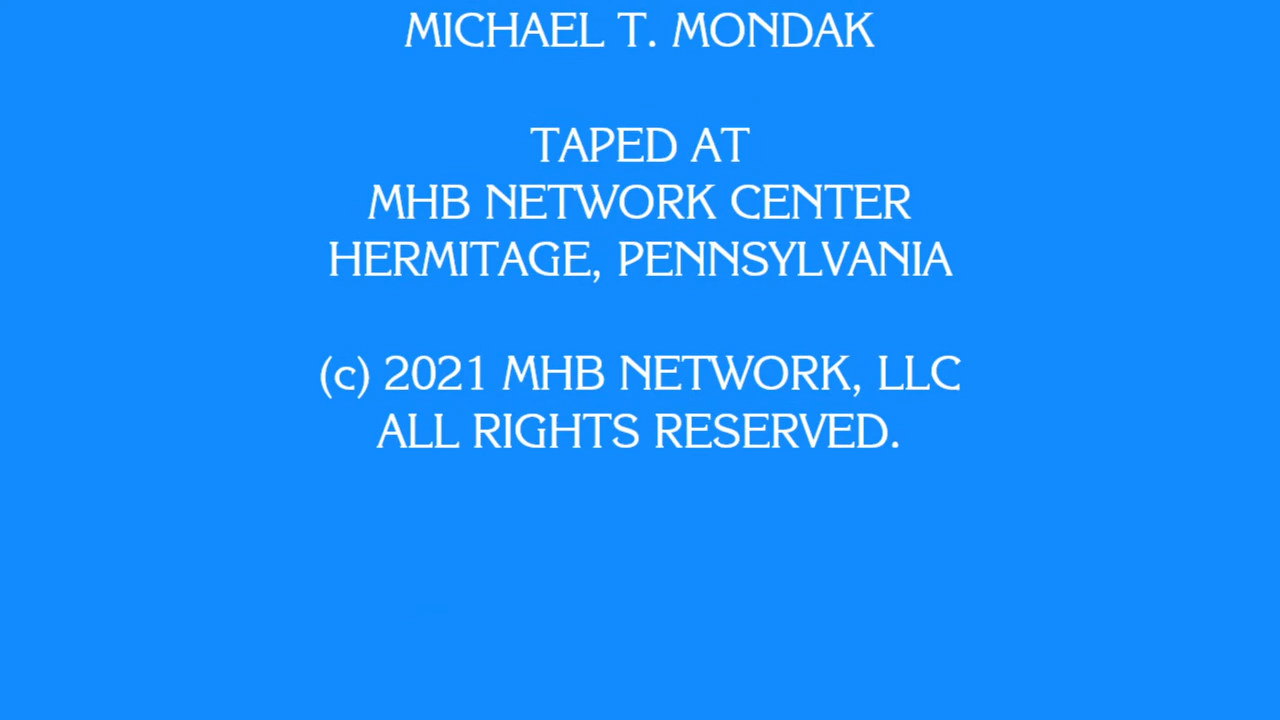 MICHAEL T. MONDAK
TAPED AT
MHB NETWORK CENTER
HERMITAGE, PENNSYLVANIA
(c) 2021 MHB NETWORK, LLC
ALL RIGHTS RESERVED.